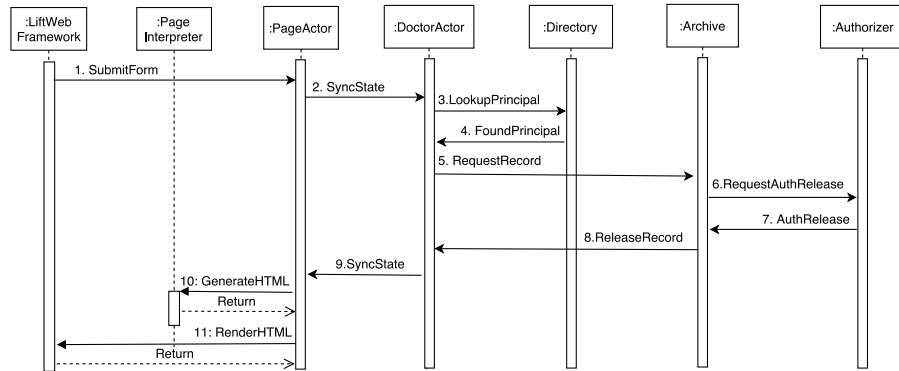 :LiftWeb
Framework
:Page
Interpreter
:PageActor
:DoctorActor
:Directory
:Archive
:Authorizer
1. SubmitForm
2. SyncState
3.LookupPrincipal
4. FoundPrincipal
5. RequestRecord
6.RequestAuthRelease
7. AuthRelease
8.ReleaseRecord
9.SyncState
10: GenerateHTML
Return
11: RenderHTML
Return